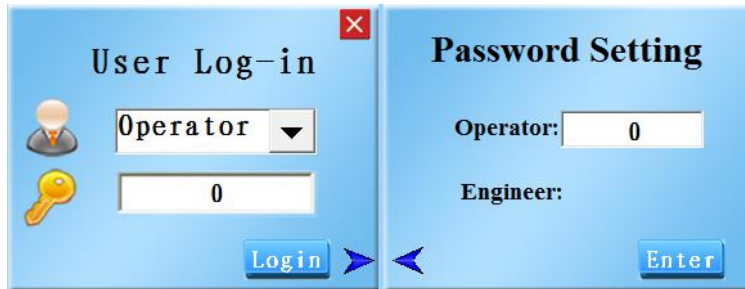 User Log-in
Operator
0
Login
Password Setting
Operator:
0
Engineer:
Enter